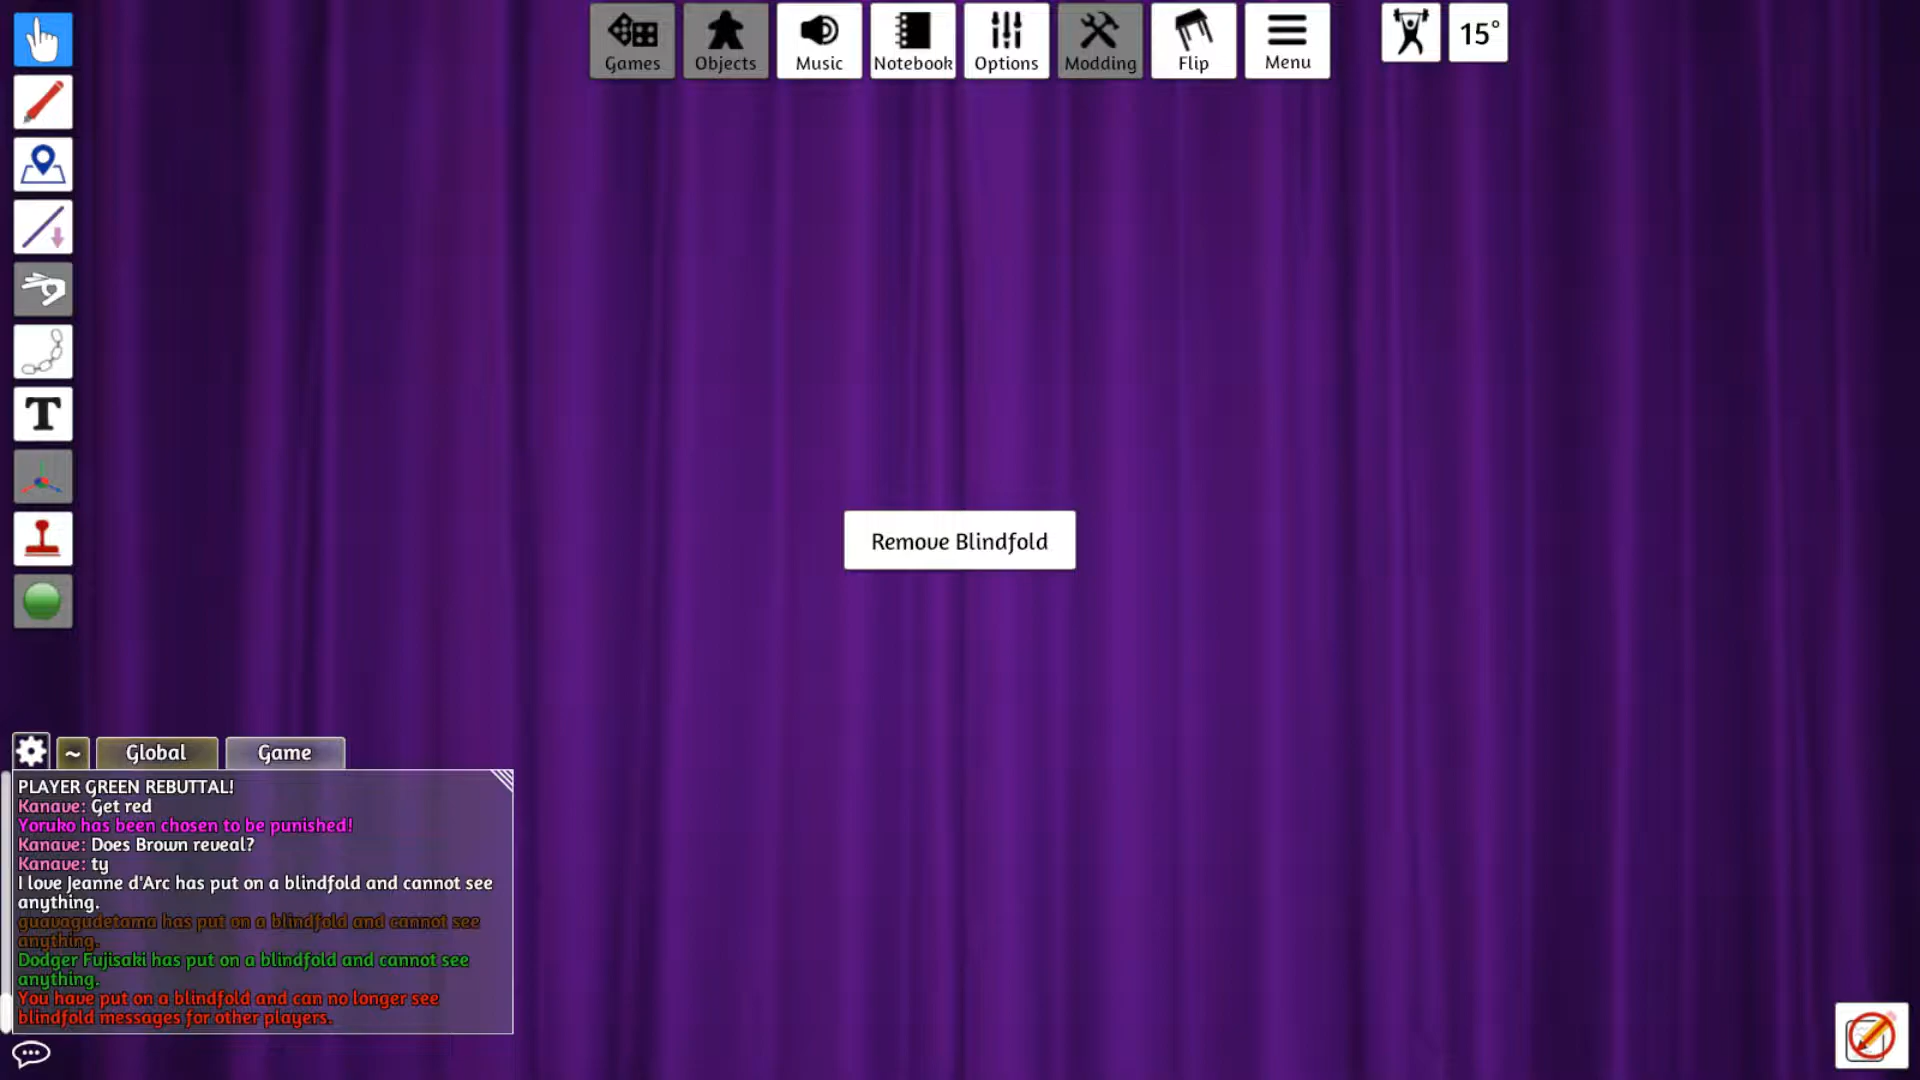 Games
Objects
Music
Notebook
Options
Modding
Flip
Menu
15°
T
Remove Blindfold
~
Global
Game
PLAYER GREEN REBUTTAL!
Kanave: Get red
Yoruko has been chosen to be punished!
Kanave: Does Brown reveal?
Kanave: ty
I love Jeanne d'Arc has put on a blindfold and cannot see
anything.
guavagudetama has put on a blindfold and cannot see
anything.
Dodger Fujisaki has put on a blindfold and cannot see
anything.
You have put on a blindfold and can no longer see
blindfold messages for other players.